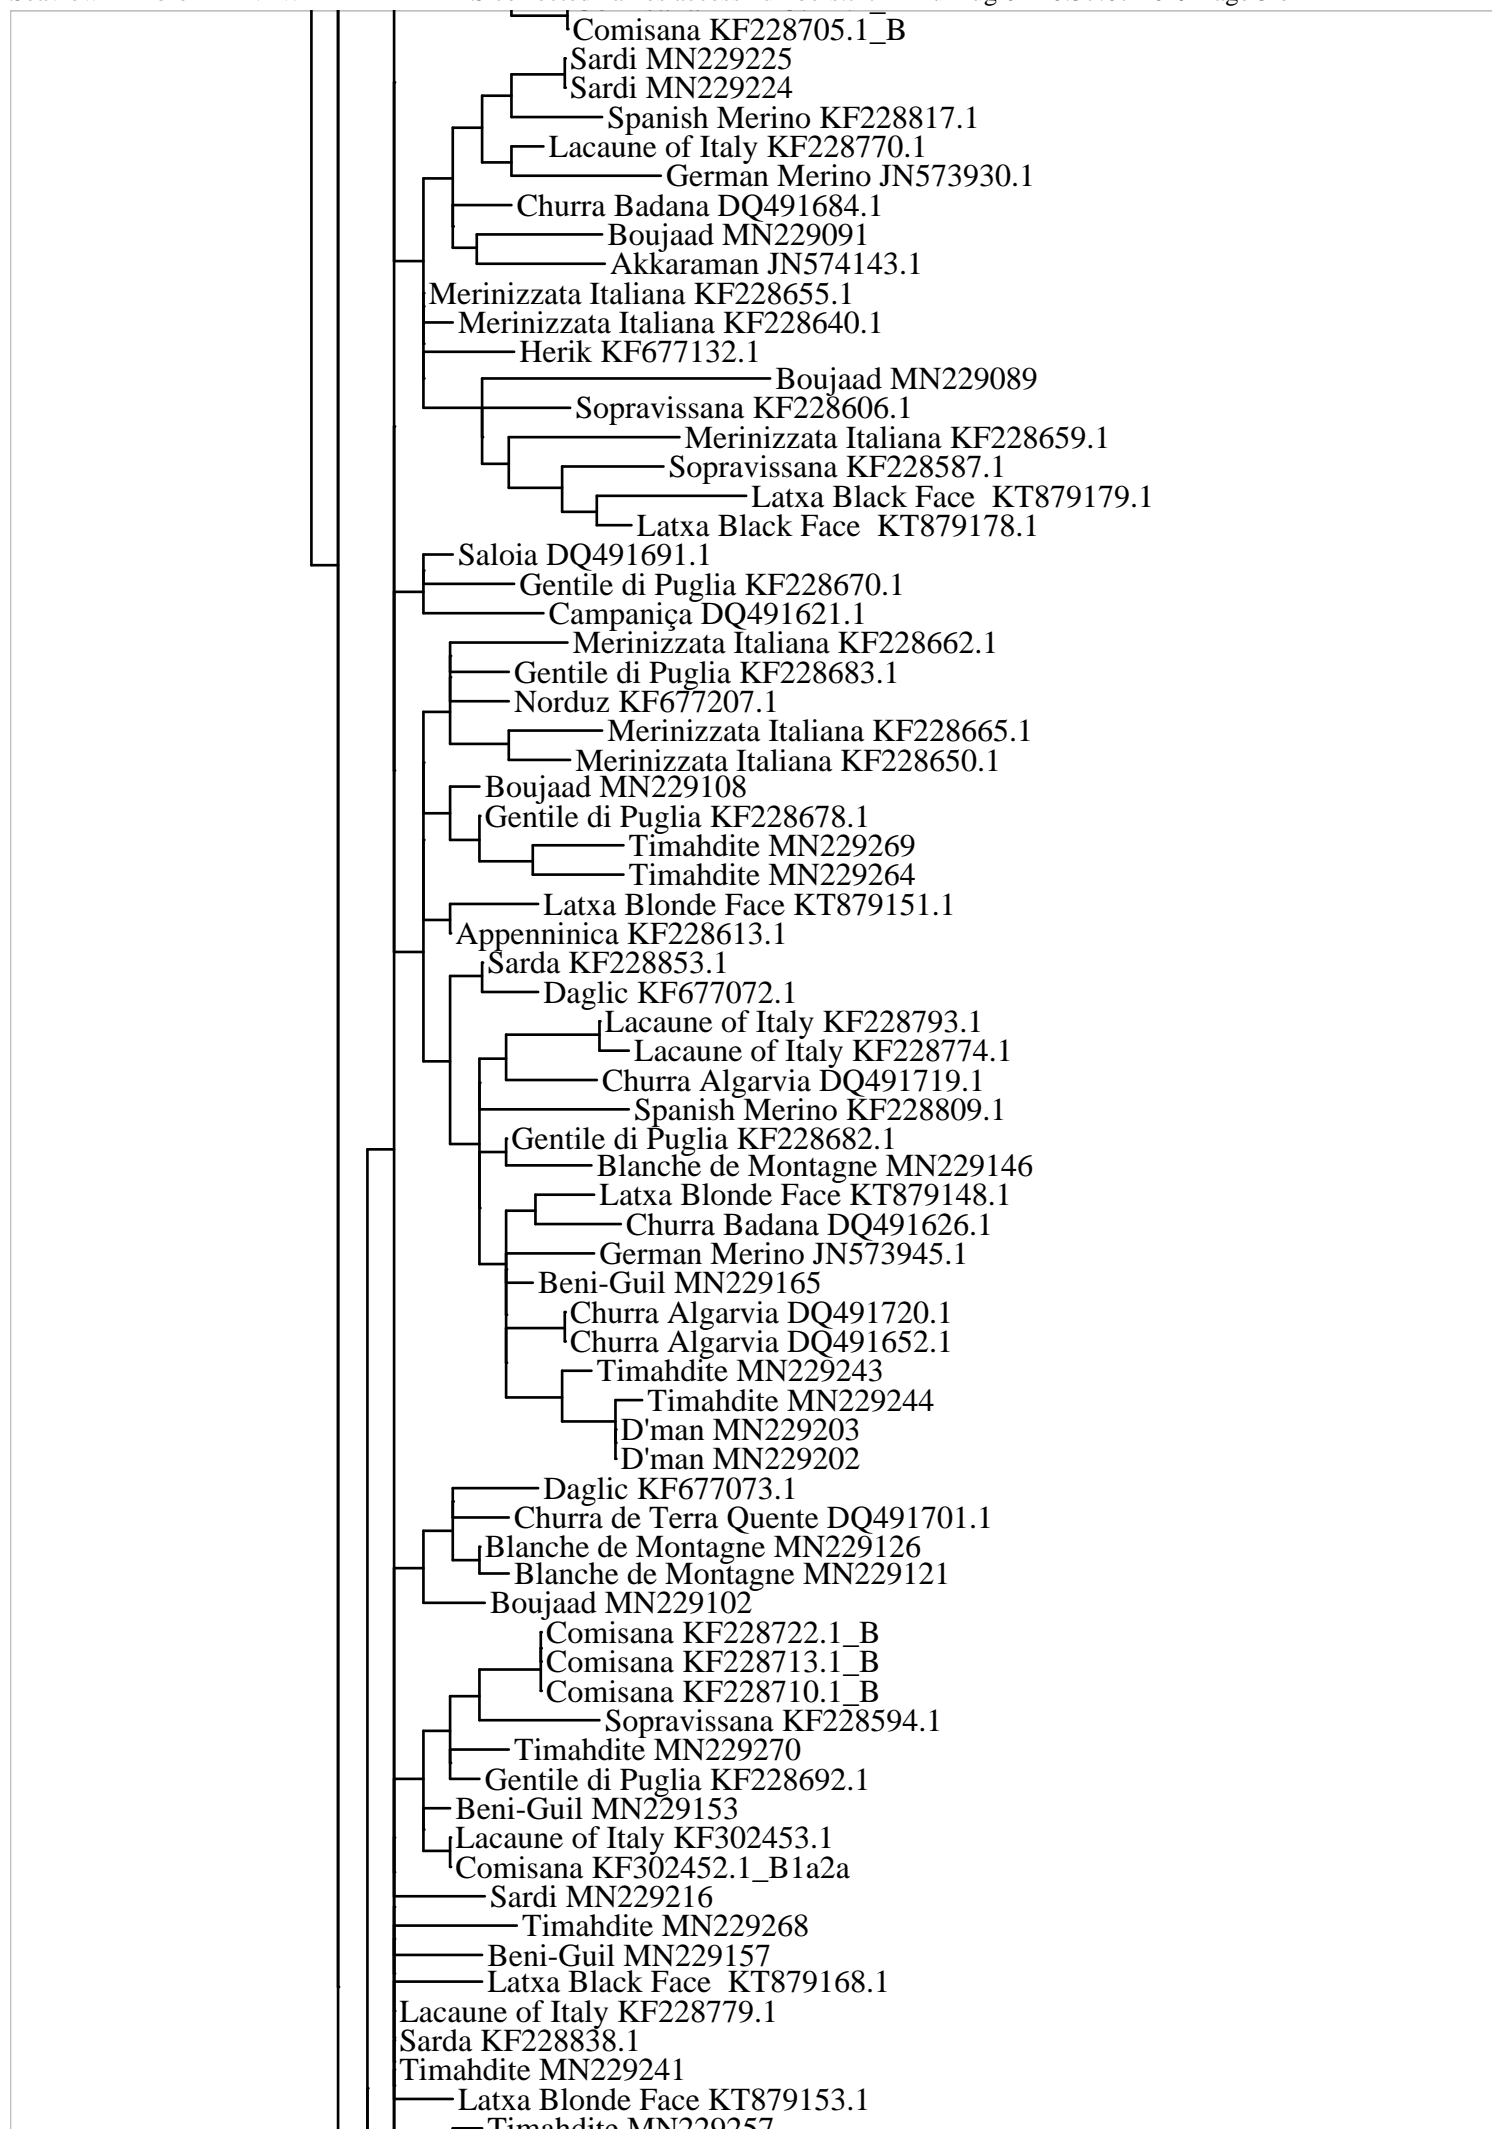 Comisana KF228705.1_B
Sardi MN229225
Sardi MN229224
Spanish Merino KF228817.1
Lacaune of Italy KF228770.1
German Merino JN573930.1
Churra Badana DQ491684.1
Boujaad MN229091
Akkaraman JN574143.1
Merinizzata Italiana KF228655.1
Merinizzata Italiana KF228640.1
Herik KF677132.1
Boujaad MN229089
Sopravissana KF228606.1
Merinizzata Italiana KF228659.1
Sopravissana KF228587.1
Latxa Black Face  KT879179.1
Latxa Black Face  KT879178.1
Saloia DQ491691.1
Gentile di Puglia KF228670.1
Campaniça DQ491621.1
Merinizzata Italiana KF228662.1
Gentile di Puglia KF228683.1
Norduz KF677207.1
Merinizzata Italiana KF228665.1
Merinizzata Italiana KF228650.1
Boujaad MN229108
Gentile di Puglia KF228678.1
Timahdite MN229269
Timahdite MN229264
Latxa Blonde Face KT879151.1
Appenninica KF228613.1
Sarda KF228853.1
Daglic KF677072.1
Lacaune of Italy KF228793.1
Lacaune of Italy KF228774.1
Churra Algarvia DQ491719.1
Spanish Merino KF228809.1
Gentile di Puglia KF228682.1
Blanche de Montagne MN229146
Latxa Blonde Face KT879148.1
Churra Badana DQ491626.1
German Merino JN573945.1
Beni-Guil MN229165
Churra Algarvia DQ491720.1
Churra Algarvia DQ491652.1
Timahdite MN229243
Timahdite MN229244
D'man MN229203
D'man MN229202
Daglic KF677073.1
Churra de Terra Quente DQ491701.1
Blanche de Montagne MN229126
Blanche de Montagne MN229121
Boujaad MN229102
Comisana KF228722.1_B
Comisana KF228713.1_B
Comisana KF228710.1_B
Sopravissana KF228594.1
Timahdite MN229270
Gentile di Puglia KF228692.1
Beni-Guil MN229153
Lacaune of Italy KF302453.1
Comisana KF302452.1_B1a2a
Sardi MN229216
Timahdite MN229268
Beni-Guil MN229157
Latxa Black Face  KT879168.1
Lacaune of Italy KF228779.1
Sarda KF228838.1
Timahdite MN229241
Latxa Blonde Face KT879153.1
Timahdite MN229257